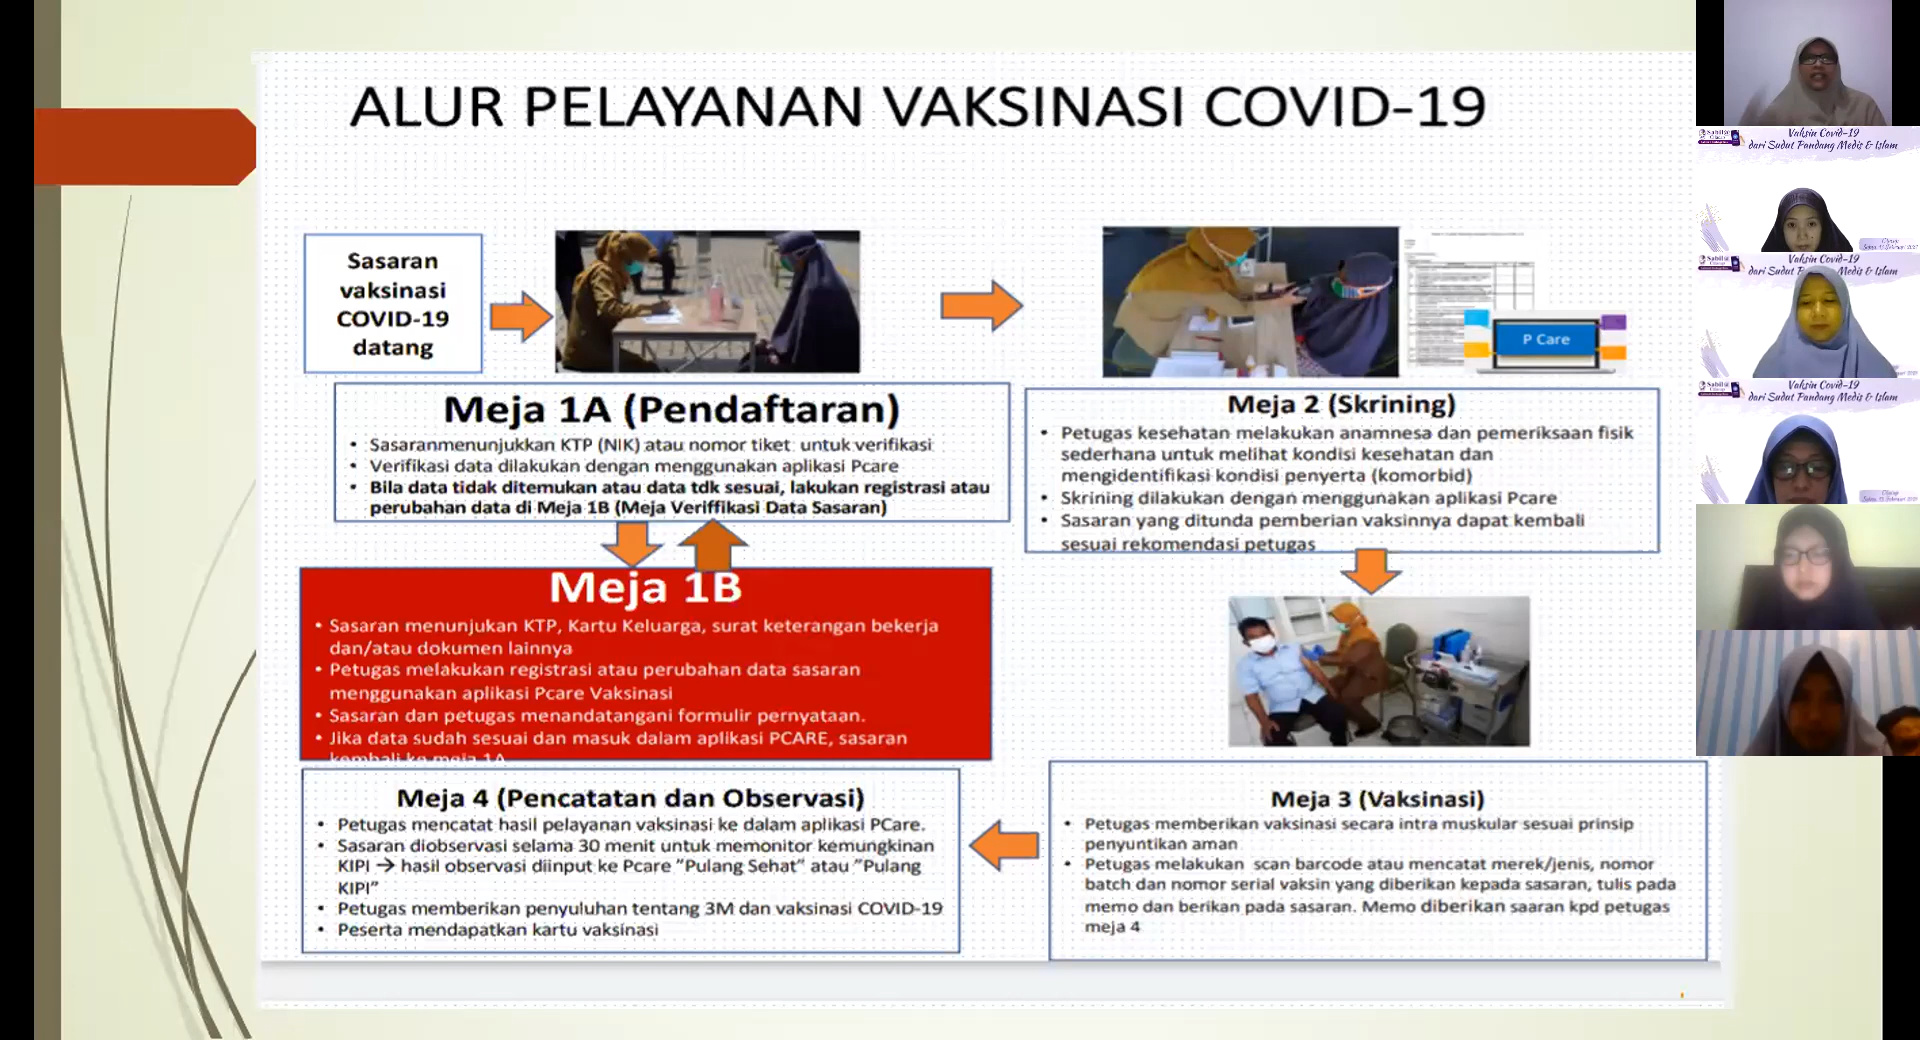 ALUR PELAYANAN VAKSINASI COVID-19
Sasaran
vaksinasi
COVID-19
datang
P Care
Meja 1A (Pendaftaran)
• Sasaranmenunjukkan KTP (NIK) atau nomor tiket untuk verifikasi
• Verifikasi data dilakukan dengan menggunakan aplikasi Pcare
• Bila data tidak ditemukan atau data tdk sesuai, lakukan registrasi atau
perubahan data di Meja 1B (Meja Veriffikasi Data Sasaran)
Meja 1B
• Sasaran menunjukan KTP, Kartu Keluarga, surat keterangan bekerja
dan/atau dokumen lainnya
• Petugas melakukan registrasi atau perubahan data sasaran
menggunakan aplikasi Pcare Vaksinasi
• Sasaran dan petugas menandatangani formulir pernyataan.
• Jika data sudah sesuai dan masuk dalam aplikasi PCARE, sasaran
kembali ke meja 1A
Meja 2 (Skrining)
• Petugas kesehatan melakukan anamnesa dan pemeriksaan fisik
sederhana untuk melihat kondisi kesehatan dan
mengidentifikasi kondisi penyerta (komorbid)
• Skrining dilakukan dengan menggunakan aplikasi Pcare
• Sasaran yang ditunda pemberian vaksinnya dapat kembali
sesuai rekomendasi petugas
Meja 3 (Vaksinasi)
• Petugas memberikan vaksinasi secara intra muskular sesuai prinsip
penyuntikan aman
• Petugas melakukan scan barcode atau mencatat merek/jenis, nomor
batch dan nomor serial vaksin yang diberikan kepada sasaran, tulis pada
memo dan berikan pada sasaran. Memo diberikan saaran kpd petugas
meja 4
Meja 4 (Pencatatan dan Observasi)
• Petugas mencatat hasil pelayanan vaksinasi ke dalam aplikasi PCare.
• Sasaran diobservasi selama 30 menit untuk memonitor kemungkinan
KIPI → hasil observasi diinput ke Pcare "Pulang Sehat" atau "Pulang
KIPI"
• Petugas memberikan penyuluhan tentang 3M dan vaksinasi COVID-19
• Peserta mendapatkan kartu vaksinasi
Vaksin Covid-19
dari Sudut Pandang Medis & Islam
Vaksin Covid-19
dari Sudut Pandang Medis & Islam
Vaksin Covid-19
dari Sudut Pandang Medis & Islam